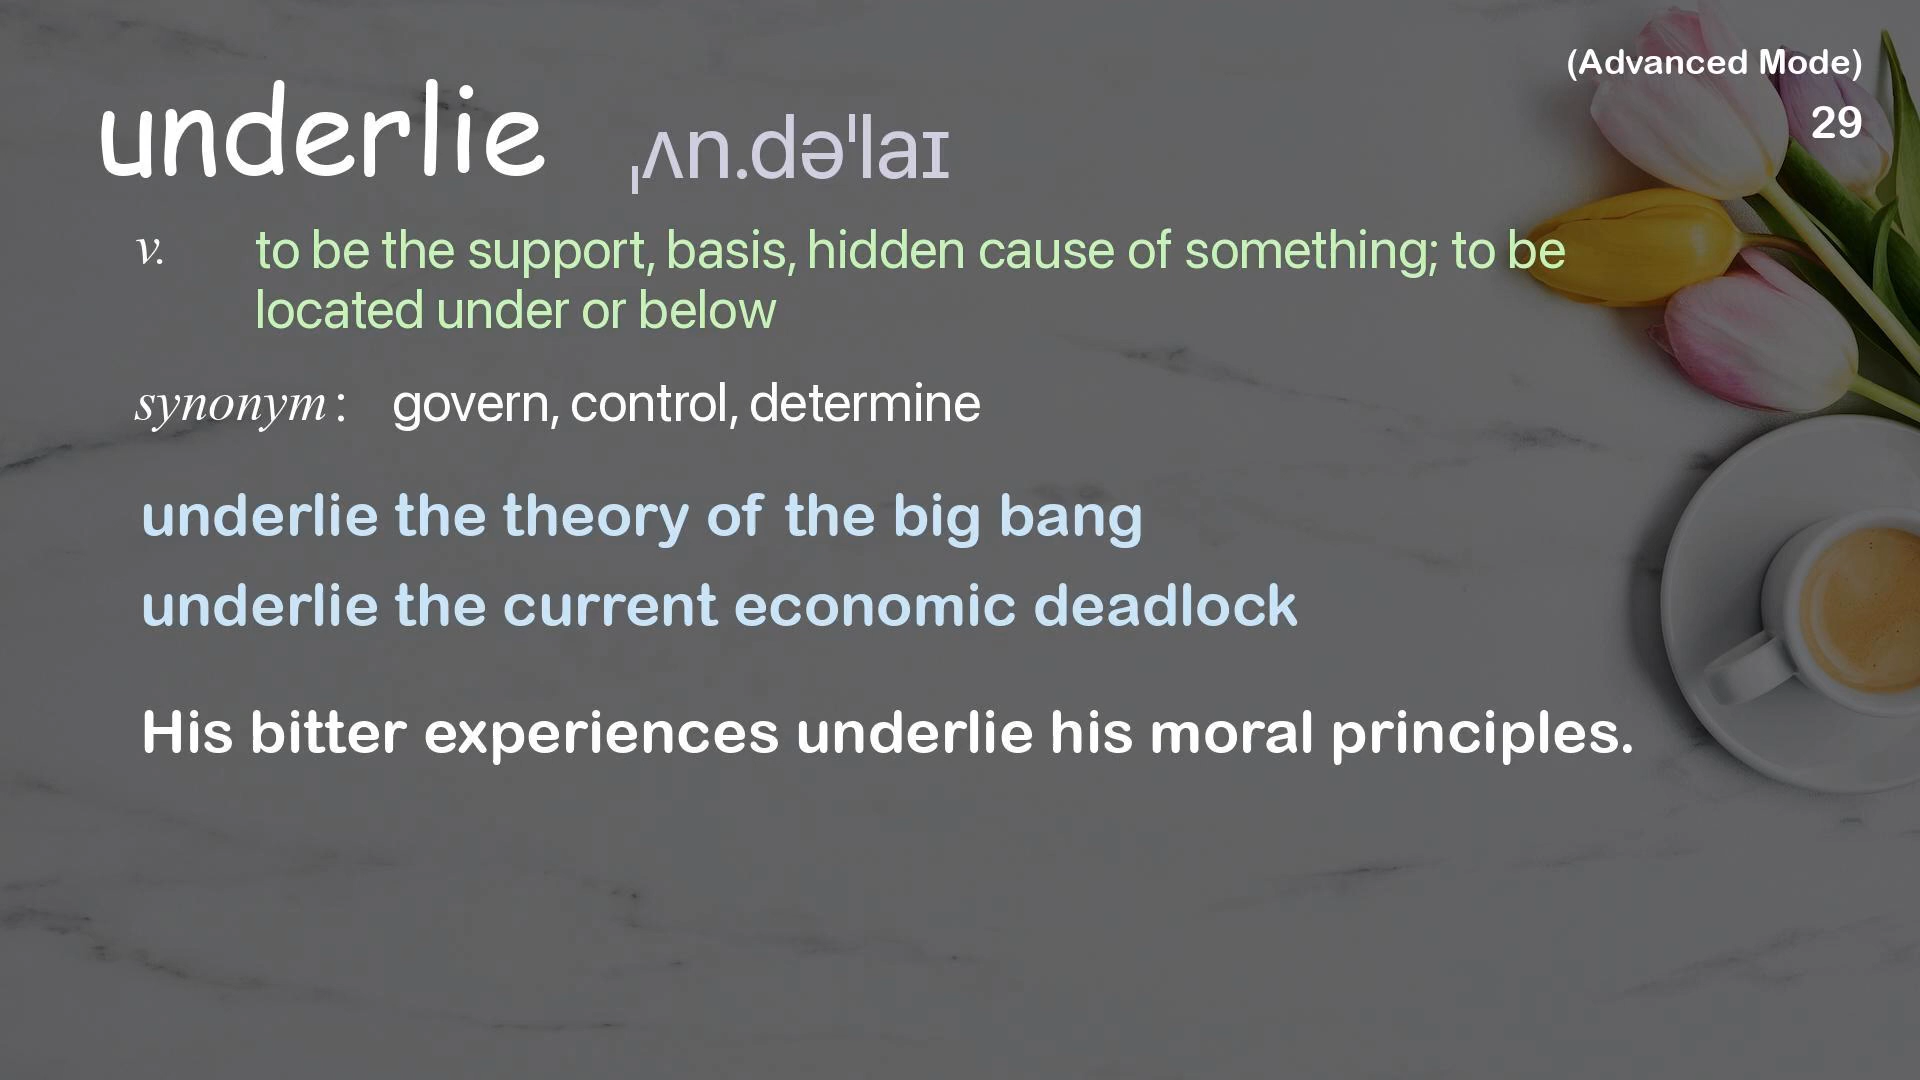 (Advanced Mode)
29
underlie ˌʌn.dəˈlaɪ
v. to be the support, basis, hidden cause of something; to be
located under or below
synonym : govern, control, determine
underlie the theory of the big bang
underlie the current economic deadlock
His bitter experiences underlie his moral principles.